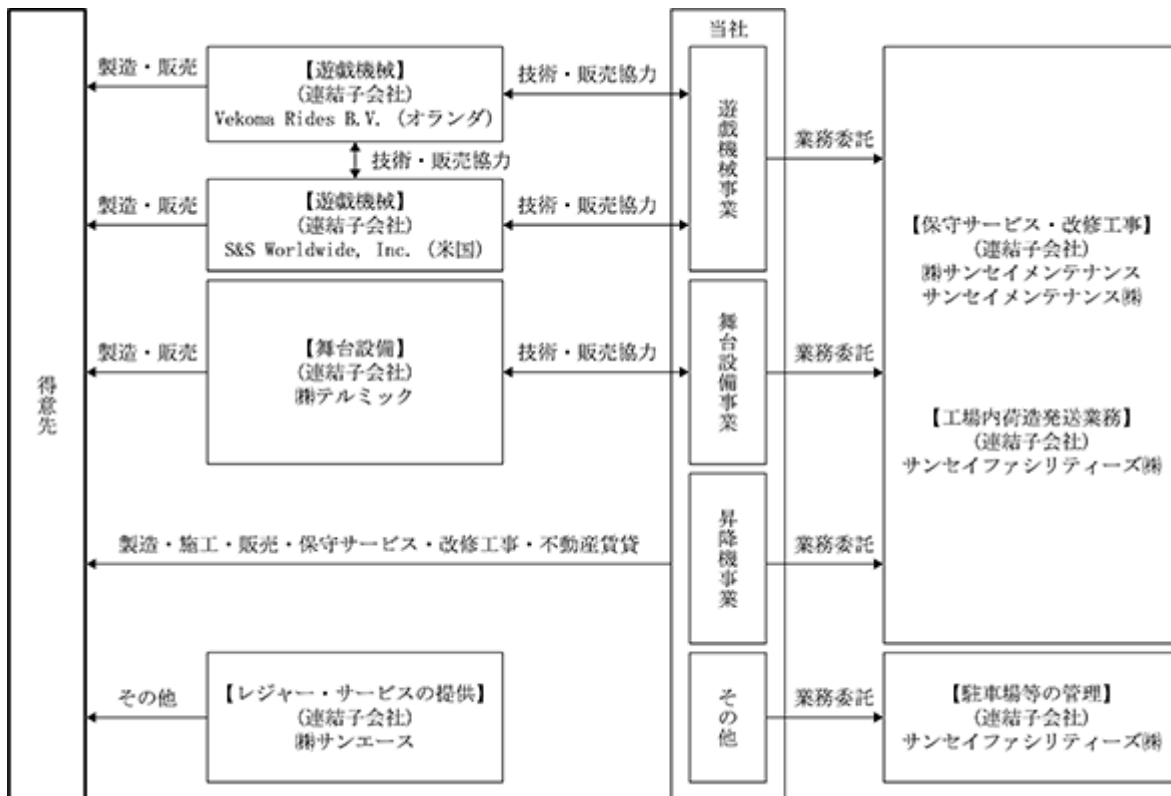 当社
製造・販売
【遊戯機械】
(連結子会社)
Vekoma Rides B.V. (オランダ)
技術・販売協力
遊戯機械事業
業務委託
技術・販売協力
製造・販売
【遊戯機械】
(連結子会社)
S&S Worldwide, Inc. (米国)
技術・販売協力
【保守サービス・改修工事】
(連結子会社)
㈱サンセイメンテナンス
サンセイメンテナンス㈱
得意先
製造・販売
【舞台設備】
(連結子会社)
㈱テルミック
技術・販売協力
舞台設備事業
業務委託
【工場内荷造発送業務】
(連結子会社)
サンセイファシリティーズ㈱
製造・施工・販売・保守サービス・改修工事・不動産賃貸
昇降機事業
業務委託
その他
【レジャー・サービスの提供】
(連結子会社)
㈱サンエース
その他
業務委託
【駐車場等の管理】
(連結子会社)
サンセイファシリティーズ㈱